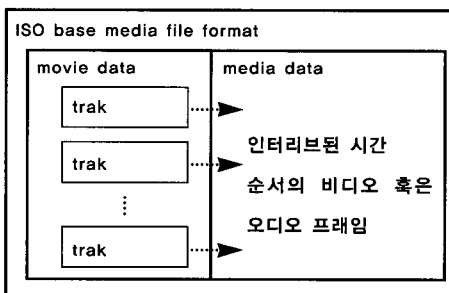 ISO base media file format
movie data
media data
trak
trak
trak
인터리브된 시간
순서의 비디오 혹은
오디오 프래임